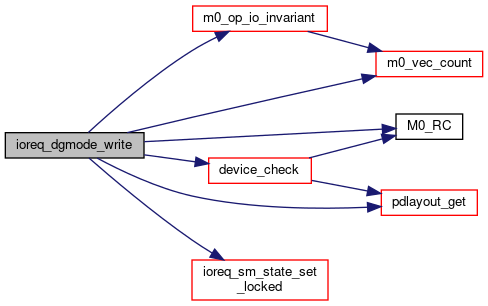 m0_op_io_invariant
m0_vec_count
M0_RC
ioreq_dgmode_write
device_check
pdlayout_get
ioreq_sm_state_set
_locked